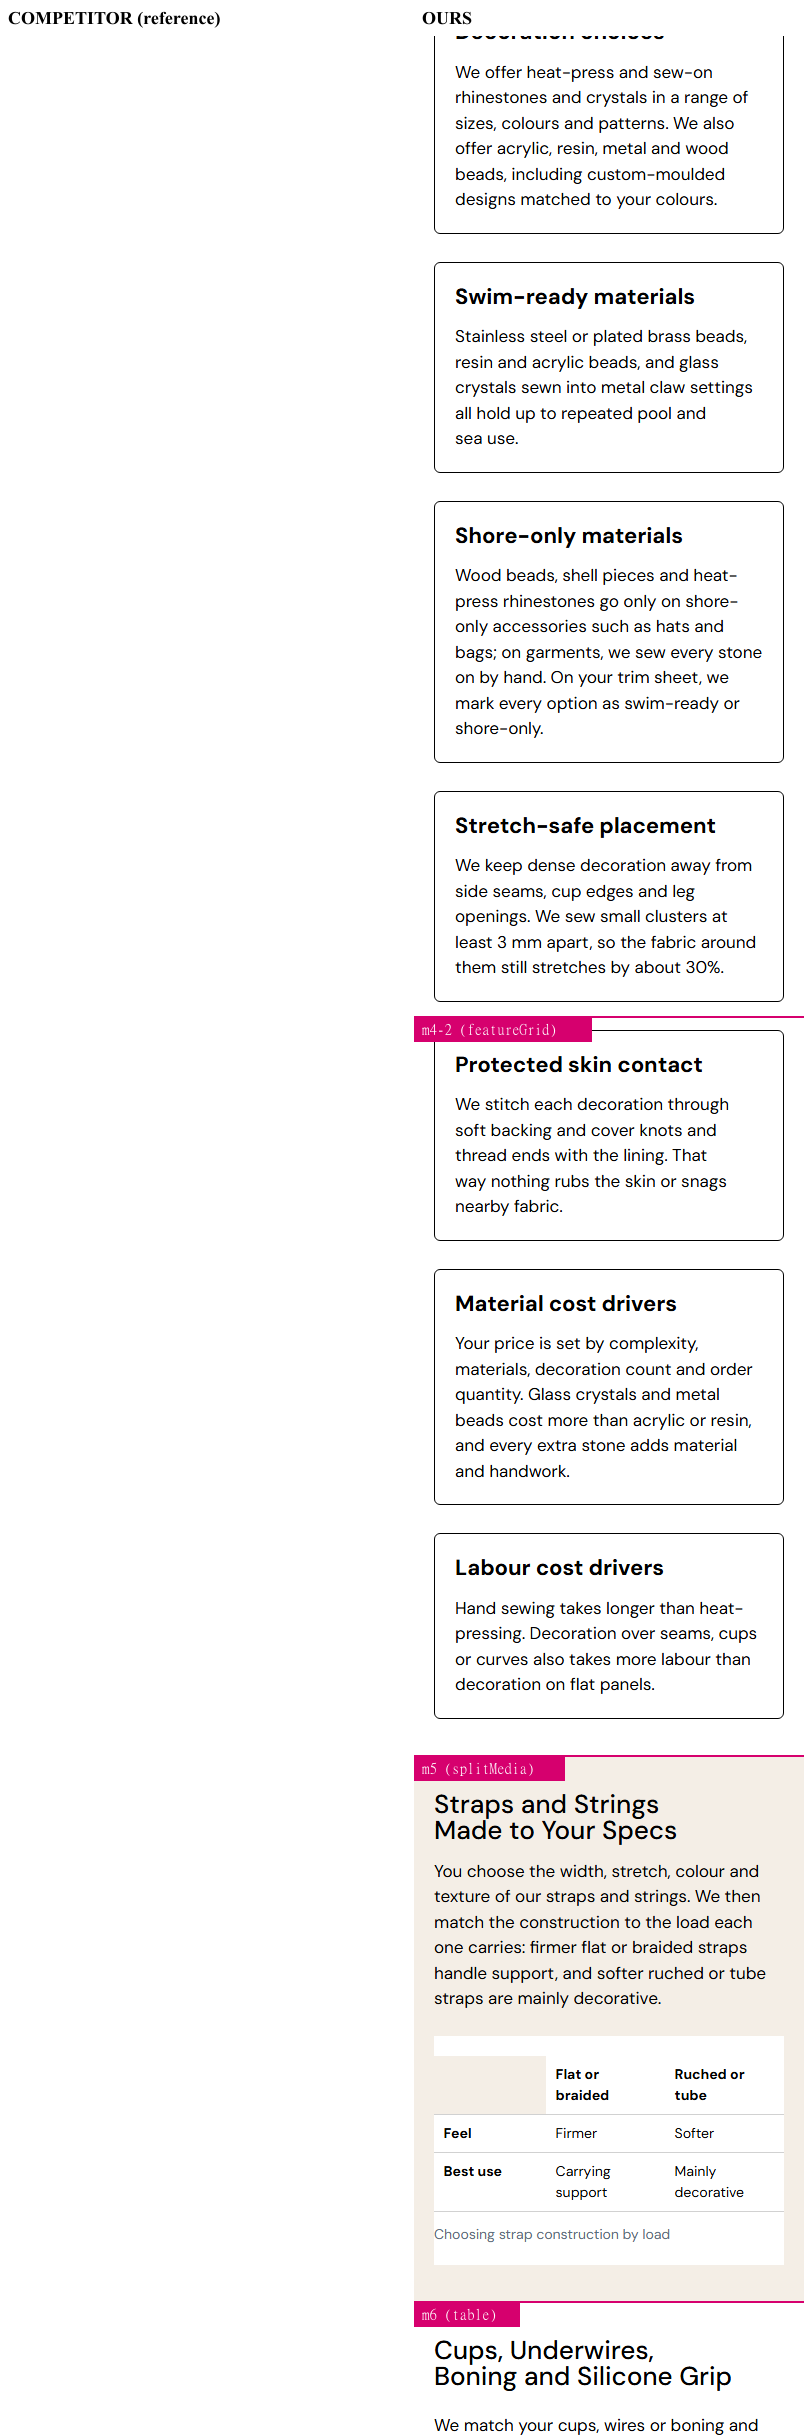 COMPETITOR (reference)
OURS
Decoration choices
We offer heat-press and sew-on
rhinestones and crystals in a range of
sizes, colours and patterns. We also
offer acrylic, resin, metal and wood
beads, including custom-moulded
designs matched to your colours.
Swim-ready materials
Stainless steel or plated brass beads,
resin and acrylic beads, and glass
crystals sewn into metal claw settings
all hold up to repeated pool and
sea use.
Shore-only materials
Wood beads, shell pieces and heat-
press rhinestones go only on shore-
only accessories such as hats and
bags; on garments, we sew every stone
on by hand. On your trim sheet, we
mark every option as swim-ready or
shore-only.
Stretch-safe placement
We keep dense decoration away from
side seams, cup edges and leg
openings. We sew small clusters at
least 3 mm apart, so the fabric around
them still stretches by about 30%.
m4-2 (featureGrid)
Protected skin contact
We stitch each decoration through
soft backing and cover knots and
thread ends with the lining. That
way nothing rubs the skin or snags
nearby fabric.
Material cost drivers
Your price is set by complexity,
materials, decoration count and order
quantity. Glass crystals and metal
beads cost more than acrylic or resin,
and every extra stone adds material
and handwork.
Labour cost drivers
Hand sewing takes longer than heat-
pressing. Decoration over seams, cups
or curves also takes more labour than
decoration on flat panels.
m5 (splitMedia)
Straps and Strings
Made to Your Specs
You choose the width, stretch, colour and
texture of our straps and strings. We then
match the construction to the load each
one carries: firmer flat or braided straps
handle support, and softer ruched or tube
straps are mainly decorative.
Flat or braided
Ruched or tube
Feel Firmer Softer
Best use Carrying support Mainly decorative
Choosing strap construction by load
m6 (table)
Cups, Underwires,
Boning and Silicone Grip
We match your cups, wires or boning and